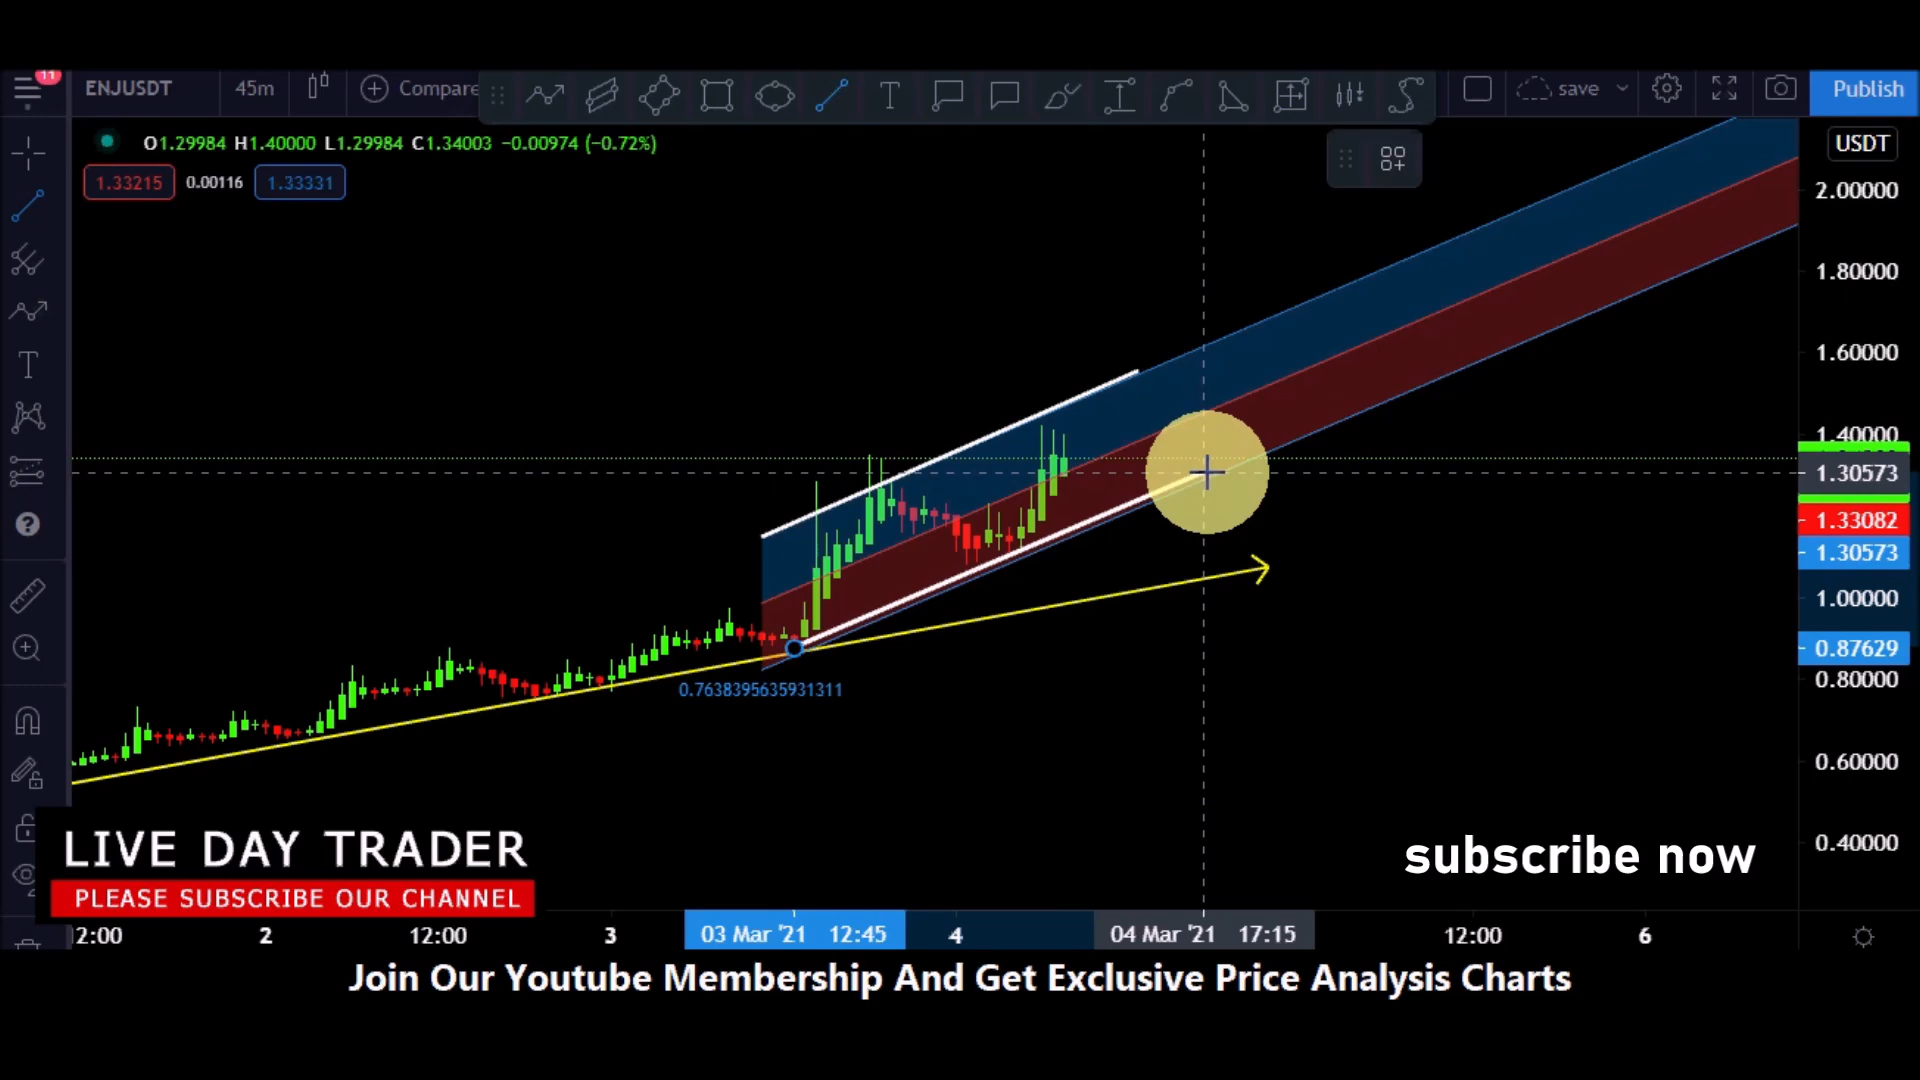 11
ENJUSDT 45m Compare save Publish
O1.29984 H1.40000 L1.29984 C1.34003 −0.00974 (−0.72%)
USDT
1.33215 0.00116 1.33331
2.00000
1.80000
1.60000
1.40000
1.30573
1.33082
1.30573
1.00000
0.87629
0.80000
0.7638395635931311
0.60000
0.40000
LIVE DAY TRADER
subscribe now
PLEASE SUBSCRIBE OUR CHANNEL
2:00 2 12:00 3 03 Mar '21 12:45 4 04 Mar '21 17:15 12:00 6
Join Our Youtube Membership And Get Exclusive Price Analysis Charts